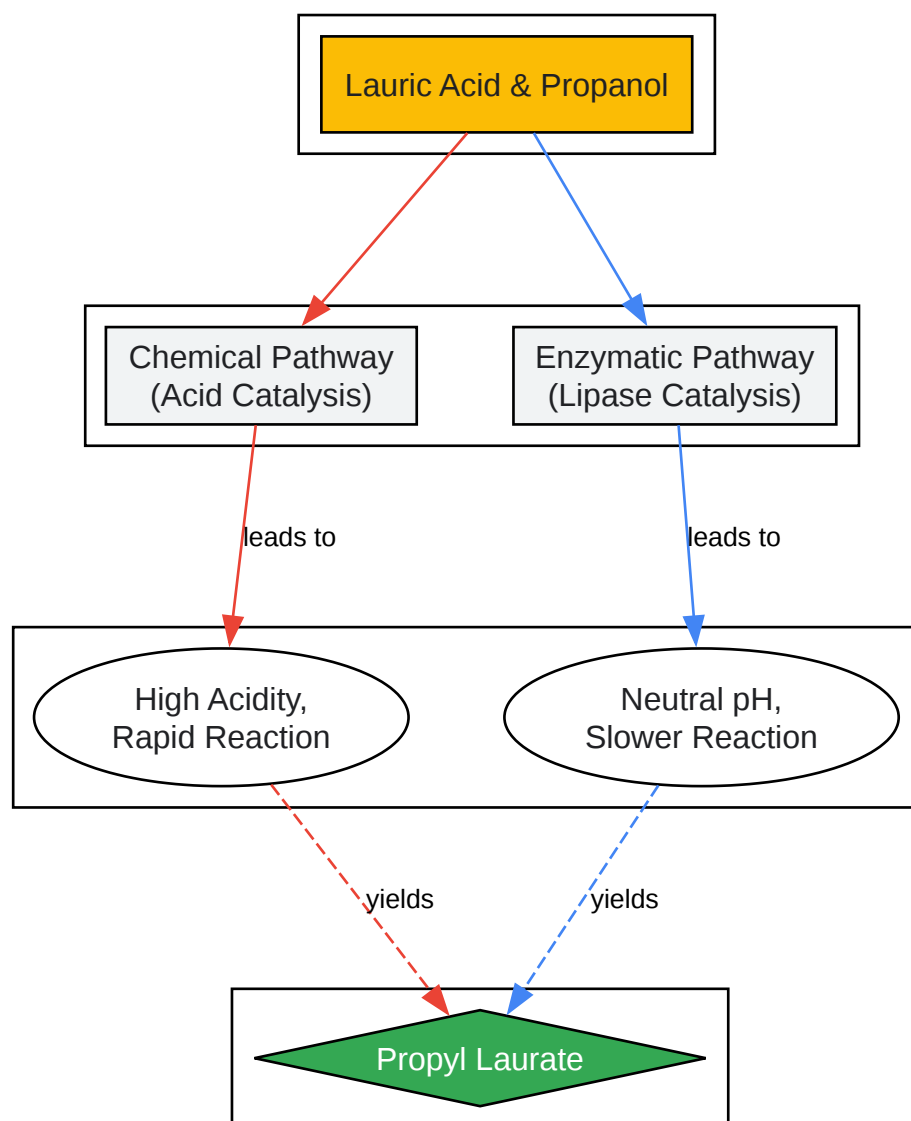 Lauric Acid & Propanol
Chemical Pathway
(Acid Catalysis)
Enzymatic Pathway
(Lipase Catalysis)
leads to
leads to
High Acidity,
Rapid Reaction
Neutral pH,
Slower Reaction
yields
yields
Propyl Laurate